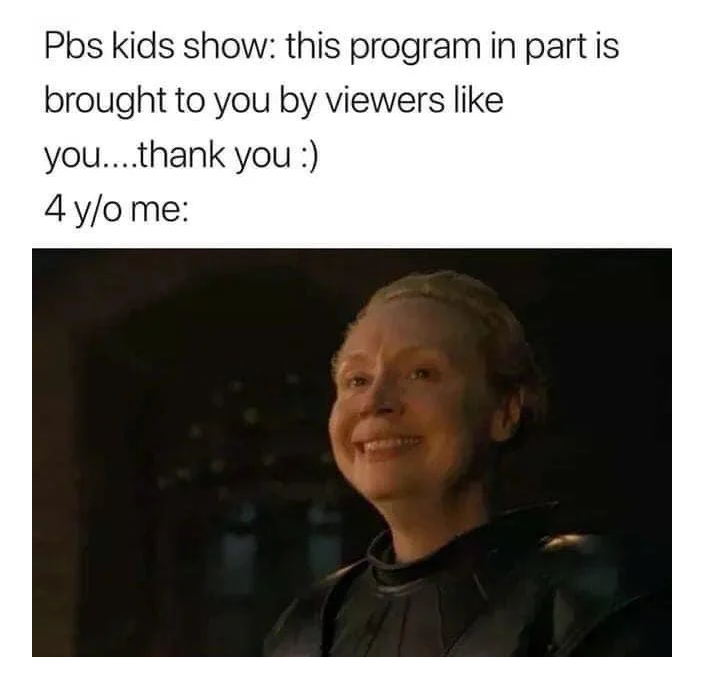 Pbs kids show: this program in part is
brought to you by viewers like
you....thank you :)
4 y/o me: